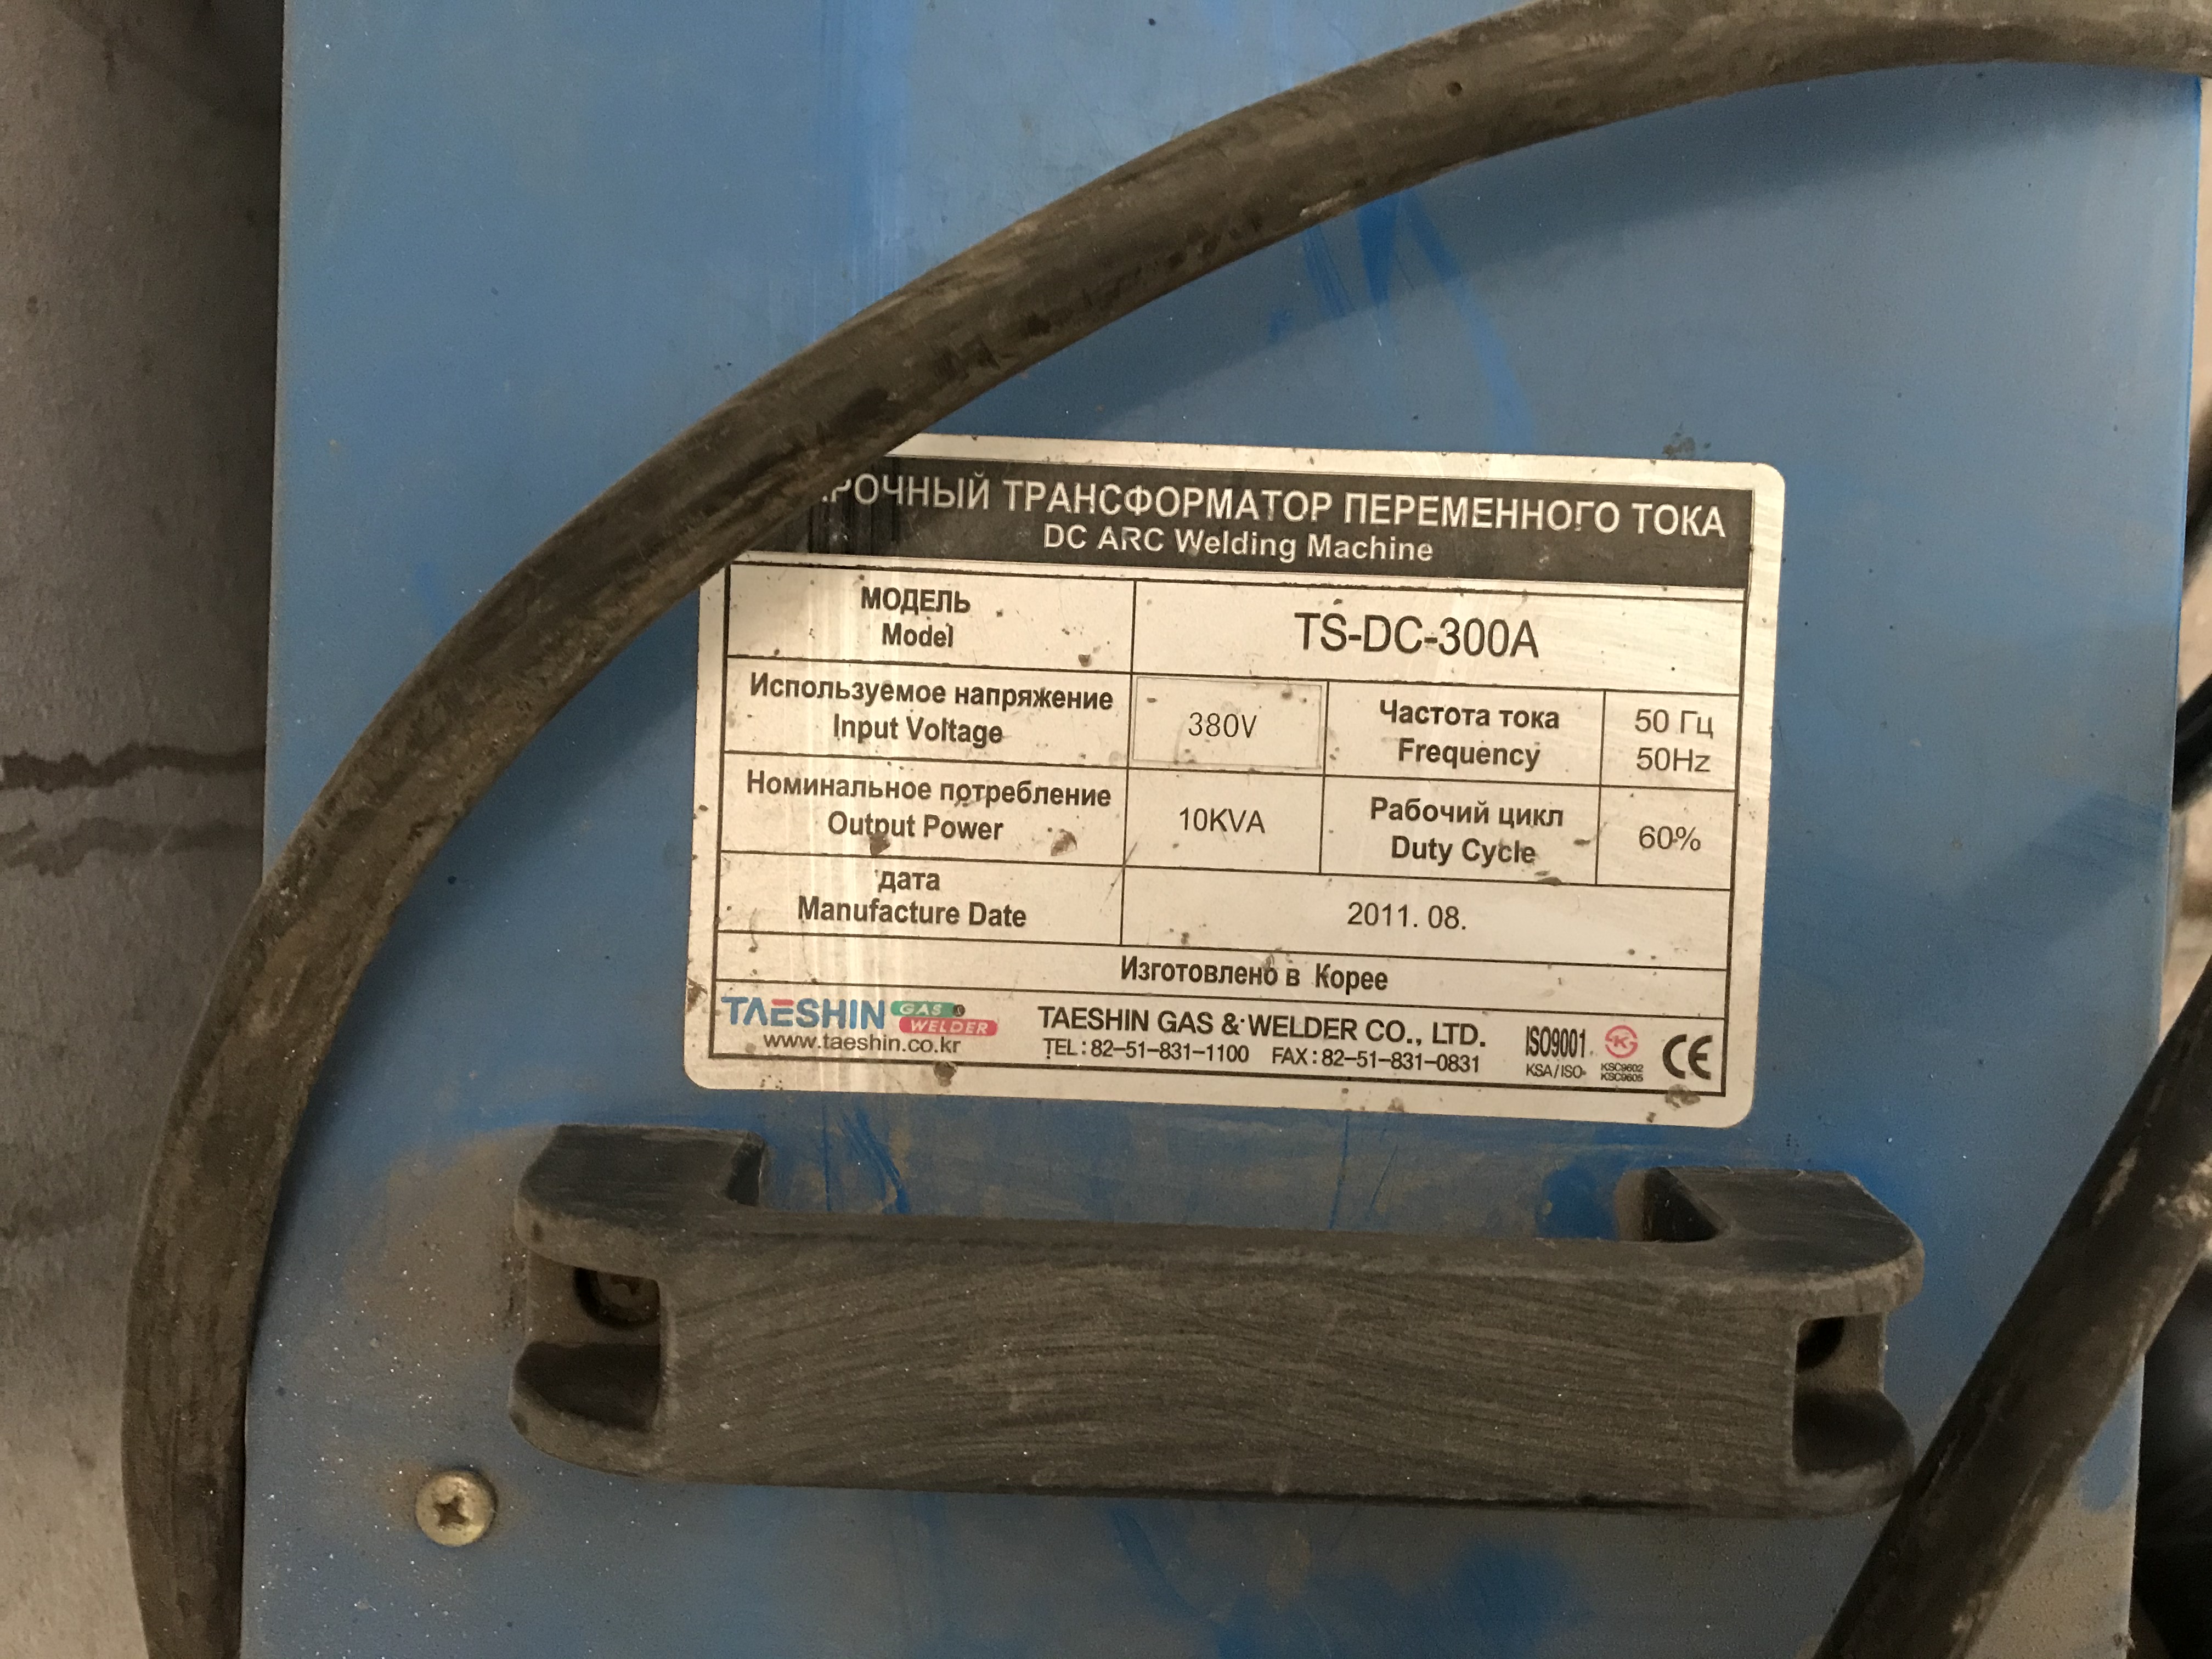 ТРАНСФОРМАТОР ПЕРЕМЕННОГО ТОКА
DC ARC Welding Machine
МОДЕЛЬ
Model
TS-DC-300A
Используемое напряжение
Input Voltage
380V
Частота тока
Frequency
50 Гц
50Hz
Номинальное потребление
Output Power
10KVA
Рабочий цикл
Duty Cycle
60%
дата
Manufacture Date
2011. 08.
Изготовлено в Корее
TAESHIN GAS WELDER
www.taeshin.co.kr
TAESHIN GAS & WELDER CO., LTD.
TEL : 82-51-831-1100 FAX : 82-51-831-0831
ISO9001
KSA/ISO
K
KSC9602
KSC9605
CE